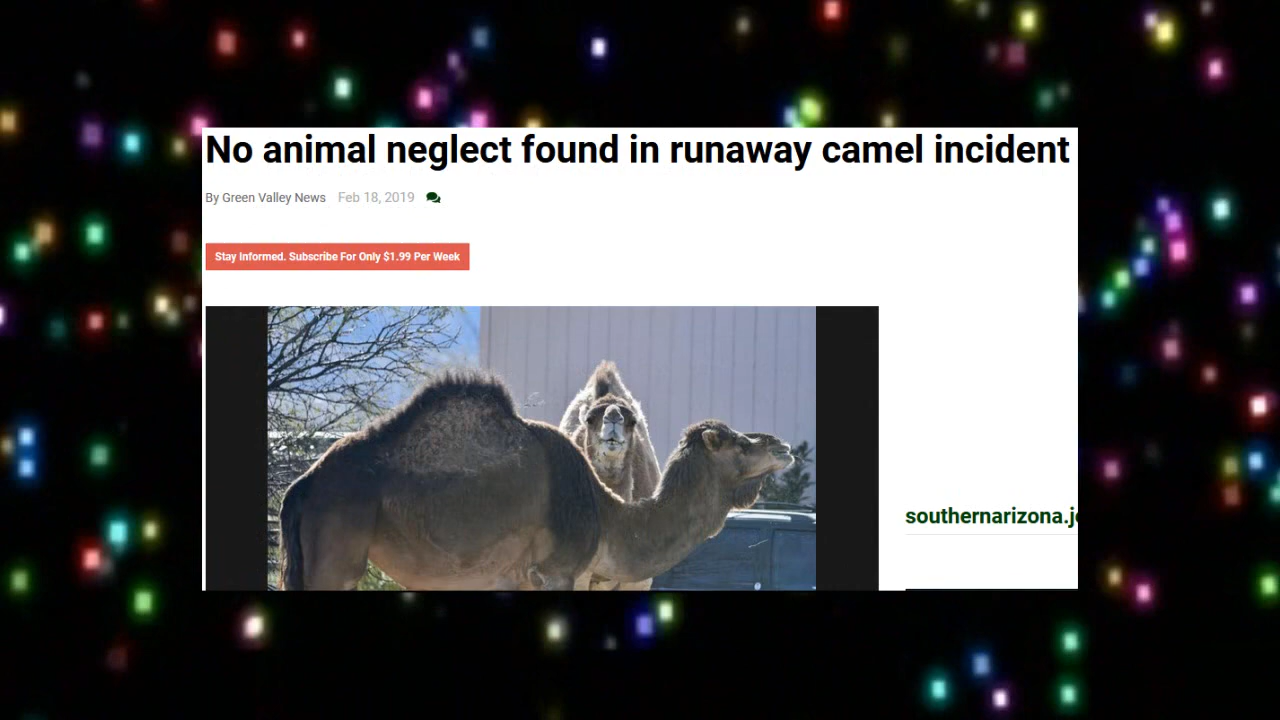 No animal neglect found in runaway camel incident
By Green Valley News Feb 18, 2019
Stay Informed. Subscribe For Only $1.99 Per Week
southernarizona.j